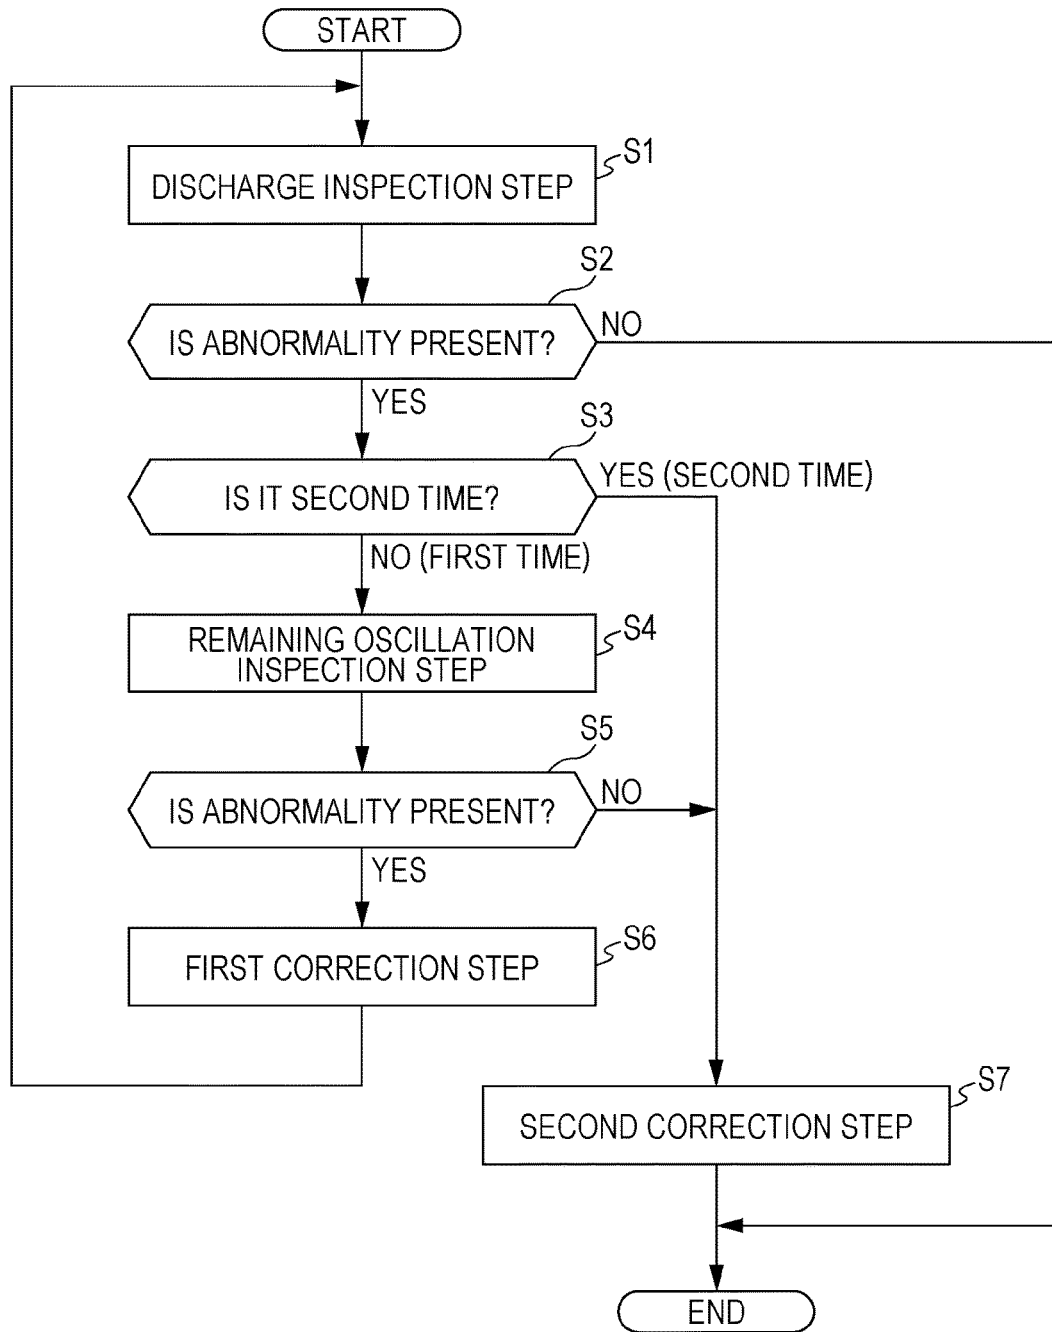 START
S1
DISCHARGE INSPECTION STEP
S2
IS ABNORMALITY PRESENT?
NO
YES
S3
IS IT SECOND TIME?
YES (SECOND TIME)
NO (FIRST TIME)
S4
REMAINING OSCILLATION
INSPECTION STEP
S5
IS ABNORMALITY PRESENT?
NO
YES
S6
FIRST CORRECTION STEP
S7
SECOND CORRECTION STEP
END